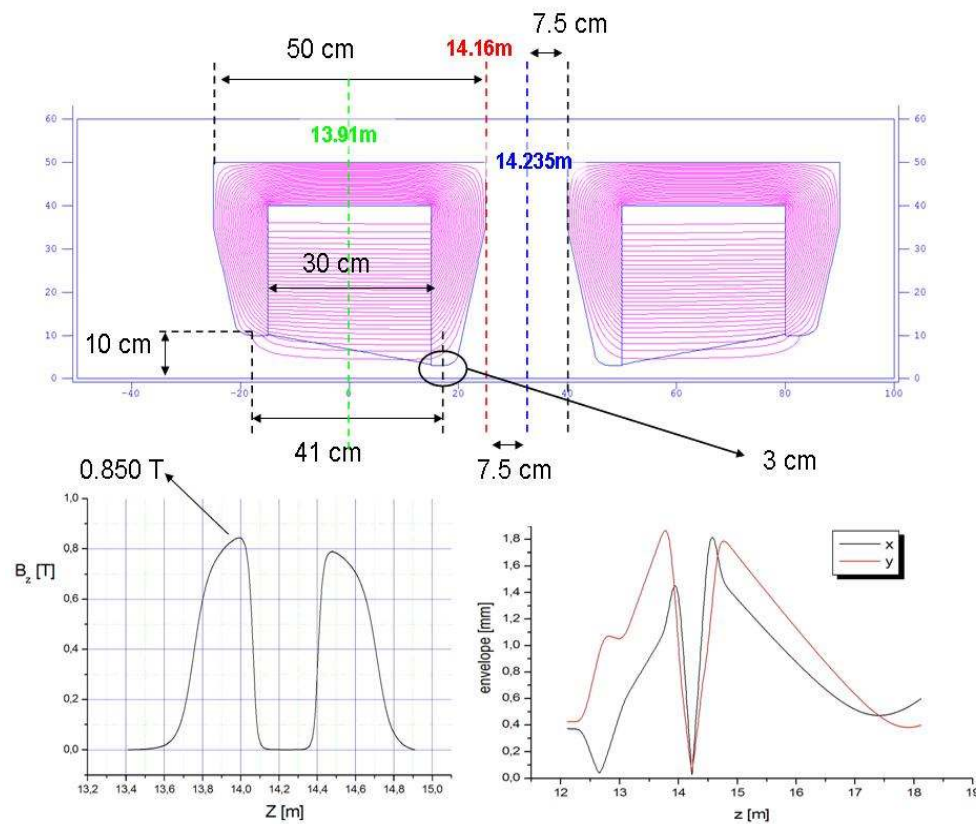 7.5 cm
50 cm
14.16m
13.91m
14.235m
60
50
40
30
20
10
0
60
50
40
30
20
10
0
30 cm
10 cm
-40
-20
0
20
40
60
80
100
41 cm
7.5 cm
3 cm
0.850 T
1,0
0,8
0,6
0,4
0,2
0,0
B_z [T]
13,2 13,4 13,6 13,8 14,0 14,2 14,4 14,6 14,8 15,0
Z [m]
1,8
1,6
1,4
1,2
1,0
0,8
0,6
0,4
0,2
0,0
envelope [mm]
x
y
12 13 14 15 16 17 18 19
z [m]